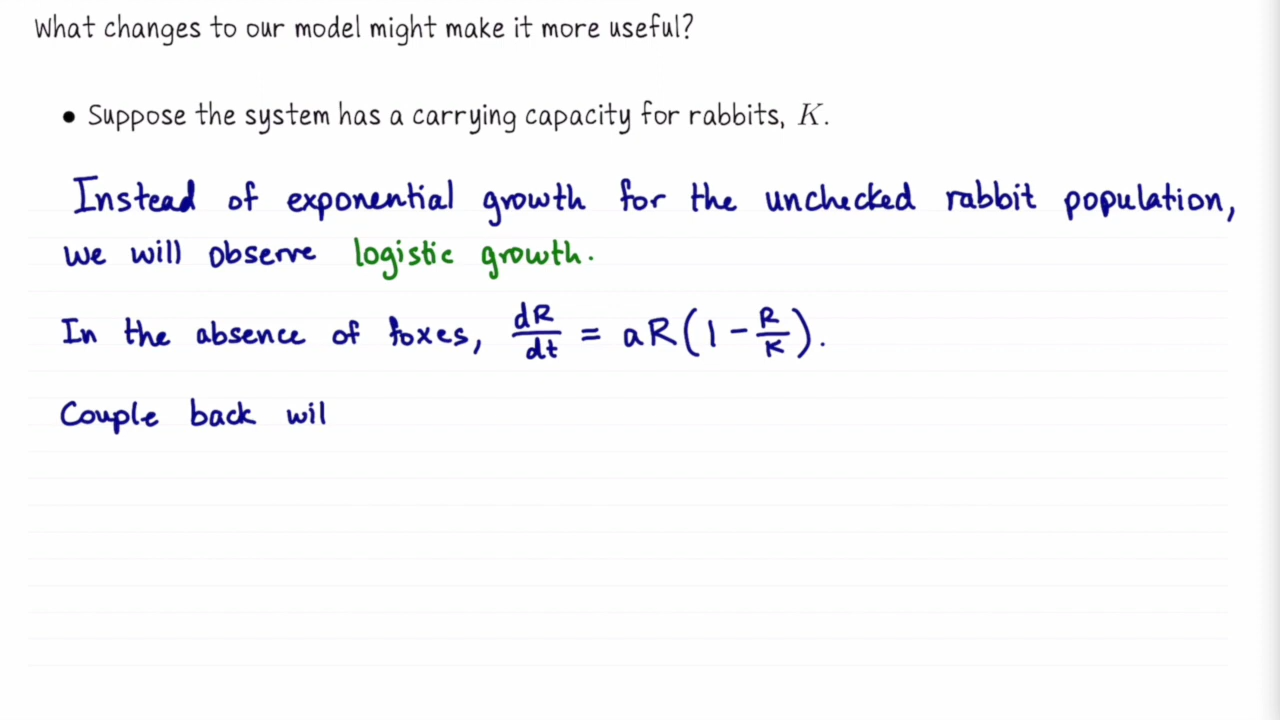 What changes to our model might make it more useful?
• Suppose the system has a carrying capacity for rabbits, K.
Instead of exponential growth for the unchecked rabbit population,
we will observe logistic growth.
In the absence of foxes, dR/dt = aR(1 - R/K).
Couple back wil